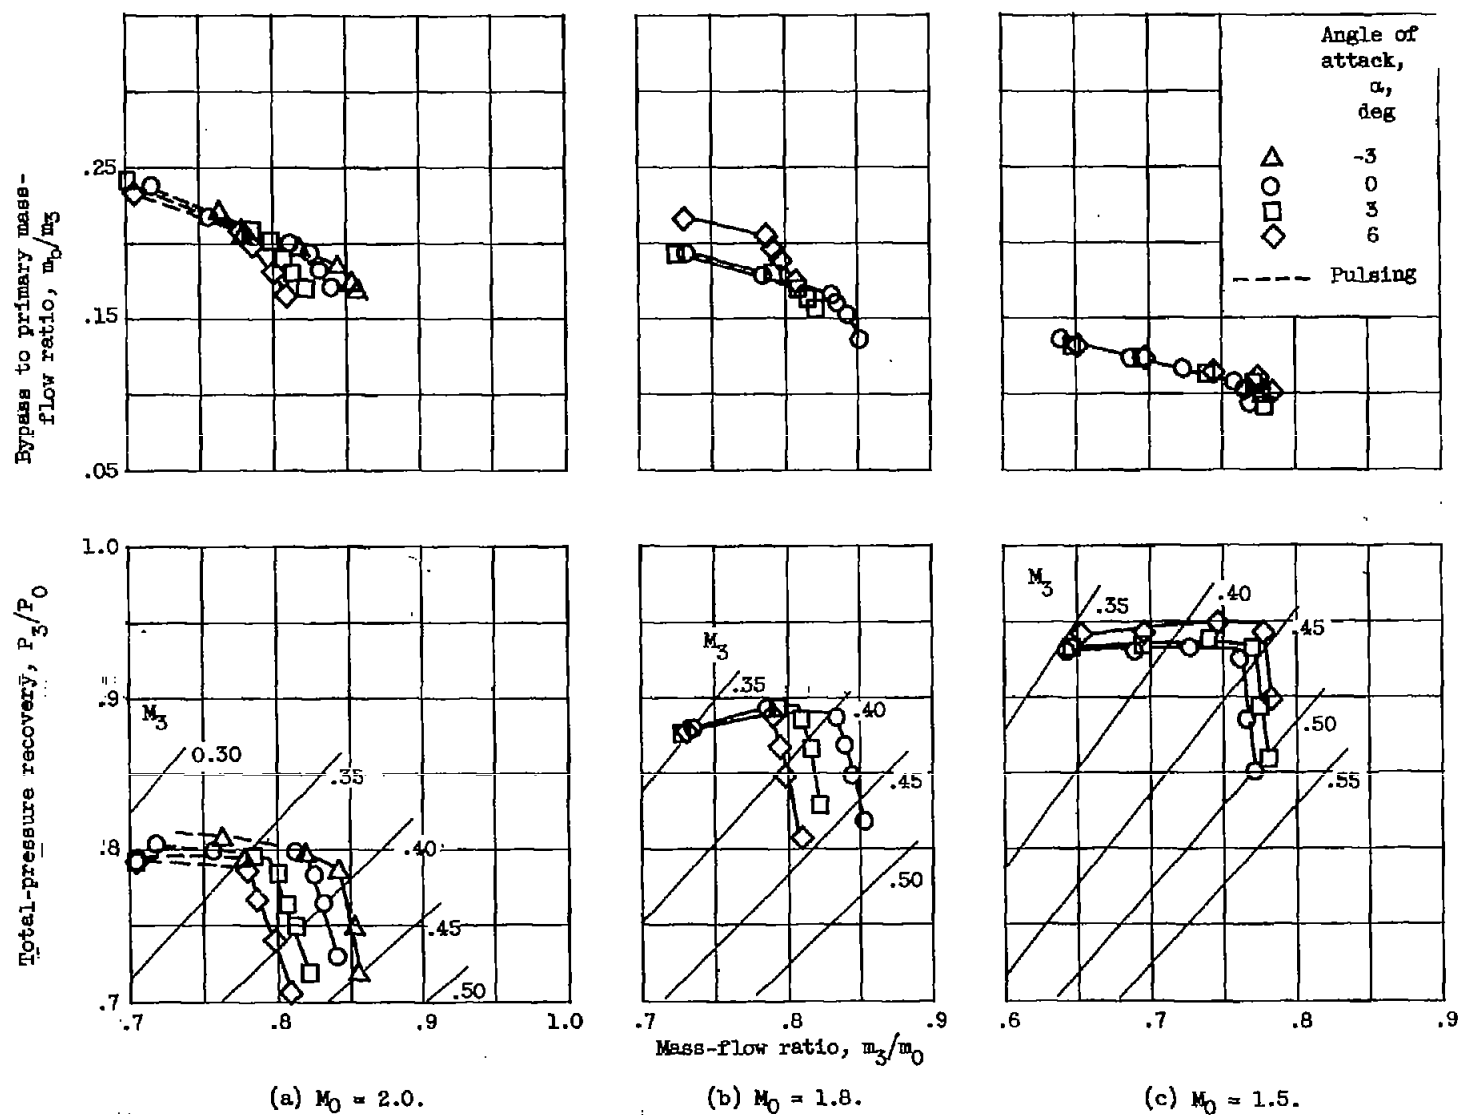 Angle of
attack,
α,
deg
-3
0
3
6
Pulsing
Bypass to primary mass-
flow ratio, m_b/m_3
.25
.15
.05
Total-pressure recovery, P_3/P_0
1.0
.9
.8
.7
M_3
0.30
.35
.40
.45
.50
M_3
.35
.40
.45
.50
M_3
.35
.40
.45
.50
.55
.7 .8 .9 1.0
.7 .8 .9
.6 .7 .8 .9
Mass-flow ratio, m_3/m_0
(a) M_0 = 2.0.
(b) M_0 = 1.8.
(c) M_0 = 1.5.